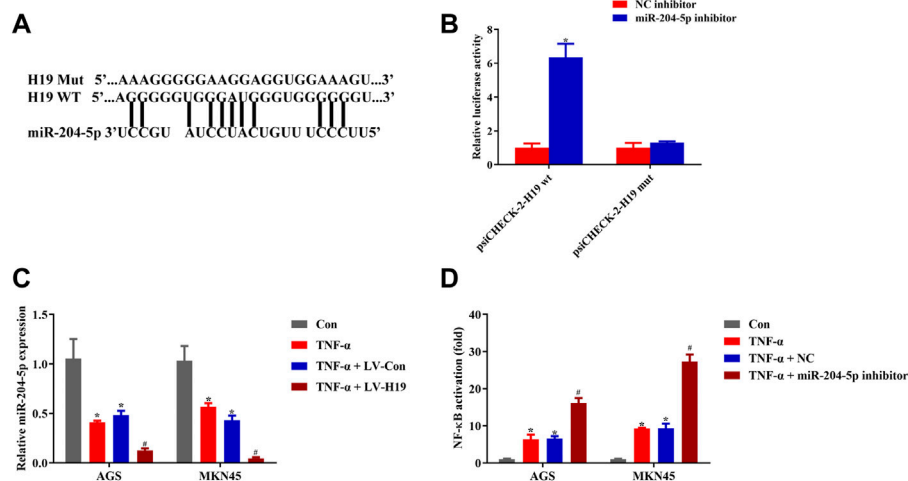 A
H19 Mut 5’...AAAGGGGGAAGGAGGUGGAAAGU...3’
H19 WT 5’...AGGGGGUGGGAUGGGUGGGGGGU...3’
miR-204-5p 3’UCCGU AUCCUACUGUUUCCCUU5’
B
NC inhibitor
miR-204-5p inhibitor
Relative luciferase activity
8
6
4
2
0
*
psiCHECK-2-H19 wt
psiCHECK-2-H19 mut
C
Relative miR-204-5p expression
1.5
1.0
0.5
0.0
* * #
* * #
AGS MKN45
Con
TNF-α
TNF-α + LV-Con
TNF-α + LV-H19
D
NF-κB activation (fold)
40
30
20
10
0
* * #
* * #
AGS MKN45
Con
TNF-α
TNF-α + NC
TNF-α + miR-204-5p inhibitor